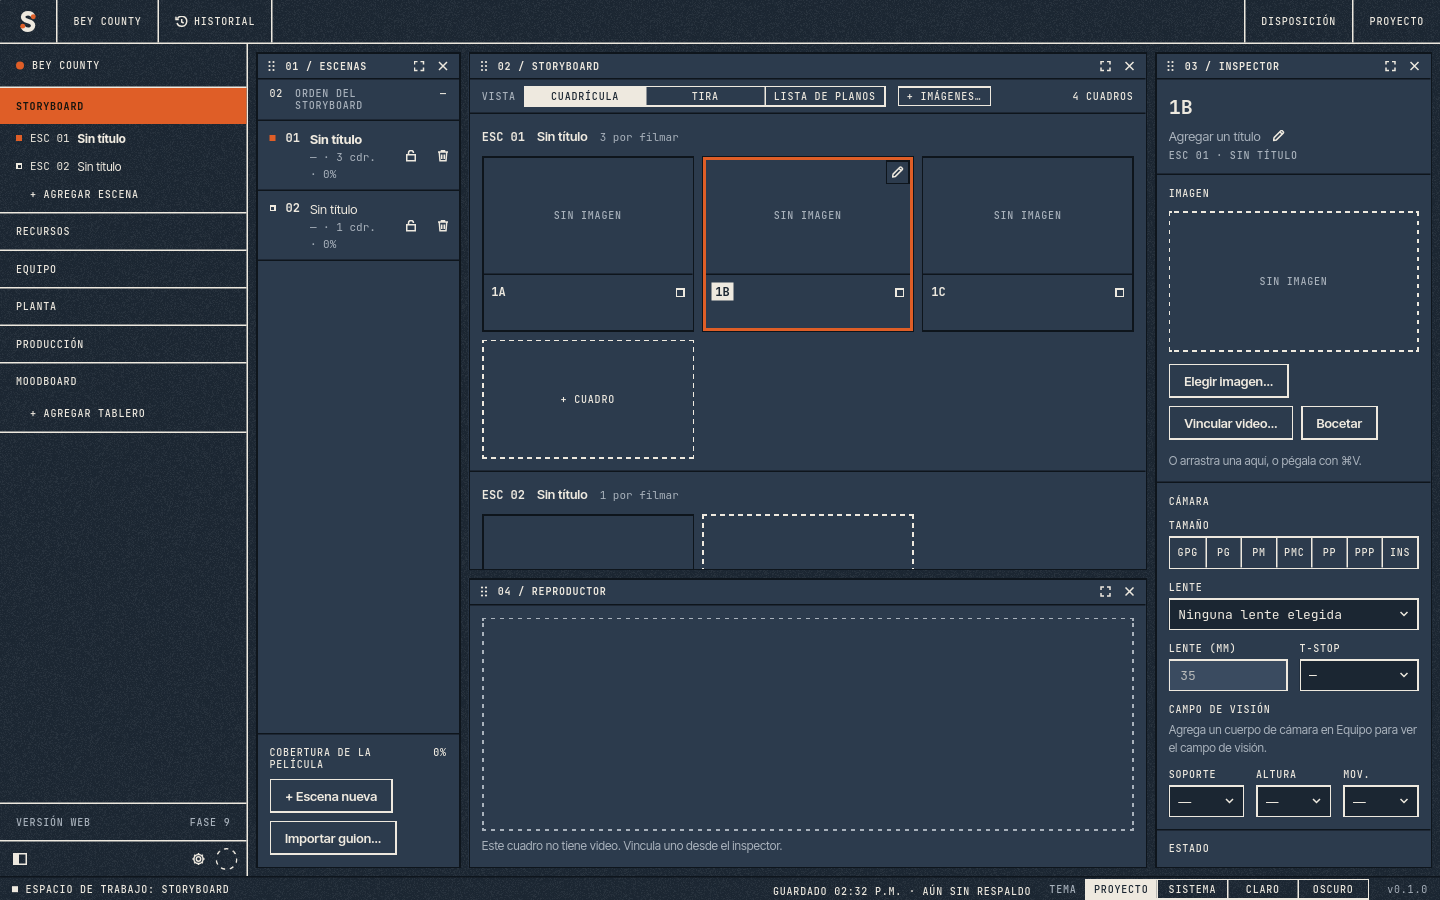 S
BEY COUNTY
HISTORIAL
DISPOSICIÓN
PROYECTO
BEY COUNTY
STORYBOARD
ESC 01 Sin título
ESC 02 Sin título
+ AGREGAR ESCENA
RECURSOS
EQUIPO
PLANTA
PRODUCCIÓN
MOODBOARD
+ AGREGAR TABLERO
VERSIÓN WEB FASE 9
01 / ESCENAS
02 ORDEN DEL —
STORYBOARD
01 Sin título
— · 3 cdr.
· 0%
02 Sin título
— · 1 cdr.
· 0%
COBERTURA DE LA 0%
PELÍCULA
+ Escena nueva
Importar guion…
02 / STORYBOARD
VISTA CUADRÍCULA TIRA LISTA DE PLANOS + IMÁGENES… 4 CUADROS
ESC 01 Sin título 3 por filmar
SIN IMAGEN SIN IMAGEN SIN IMAGEN
1A 1B 1C
+ CUADRO
ESC 02 Sin título 1 por filmar
04 / REPRODUCTOR
Este cuadro no tiene video. Vincula uno desde el inspector.
03 / INSPECTOR
1B
Agregar un título
ESC 01 · SIN TÍTULO
IMAGEN
SIN IMAGEN
Elegir imagen…
Vincular video… Bocetar
O arrastra una aquí, o pégala con ⌘V.
CÁMARA
TAMAÑO
GPG PG PM PMC PP PPP INS
LENTE
Ninguna lente elegida
LENTE (MM) T-STOP
35 —
CAMPO DE VISIÓN
Agrega un cuerpo de cámara en Equipo para ver
el campo de visión.
SOPORTE ALTURA MOV.
— — —
ESTADO
ESPACIO DE TRABAJO: STORYBOARD
GUARDADO 02:32 P.M. · AÚN SIN RESPALDO
TEMA PROYECTO SISTEMA CLARO OSCURO v0.1.0